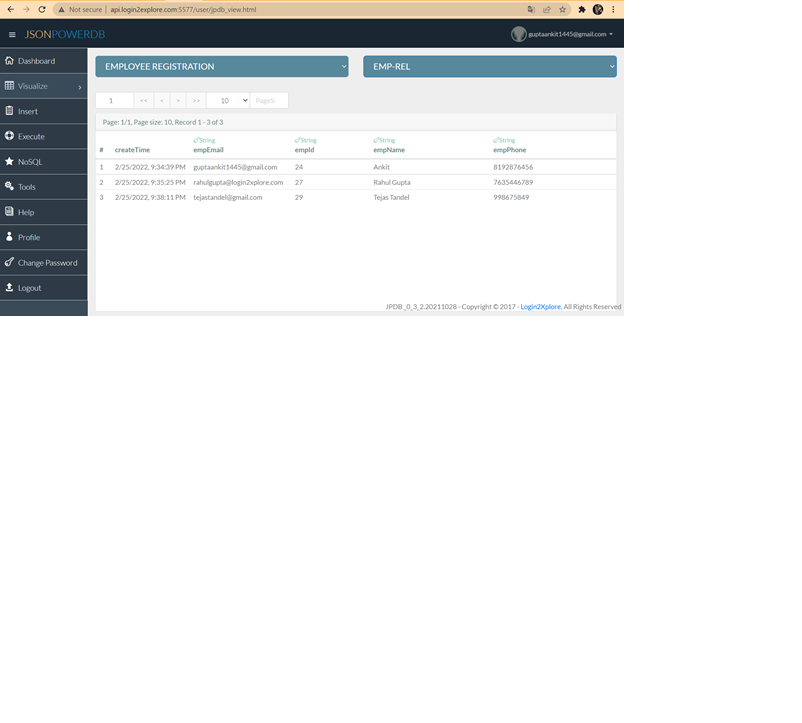 Not secure | api.login2explore.com:5577/user/jpdb_view.html
JSONPOWERDB
guptaankit1445@gmail.com
Dashboard
Visualize
Insert
Execute
NoSQL
Tools
Help
Profile
Change Password
Logout
EMPLOYEE REGISTRATION
EMP-REL
1 << < > >> 10 PageS
Page: 1/1, Page size: 10, Record 1 - 3 of 3
String String String String
# createTime empEmail empId empName empPhone
1 2/25/2022, 9:34:39 PM guptaankit1445@gmail.com 24 Ankit 8192876456
2 2/25/2022, 9:35:25 PM rahulgupta@login2xplore.com 27 Rahul Gupta 7635446789
3 2/25/2022, 9:38:11 PM tejastandel@gmail.com 29 Tejas Tandel 998675849
JPDB _0_3_2.20211028 - Copyright © 2017 - Login2Xplore, All Rights Reserved